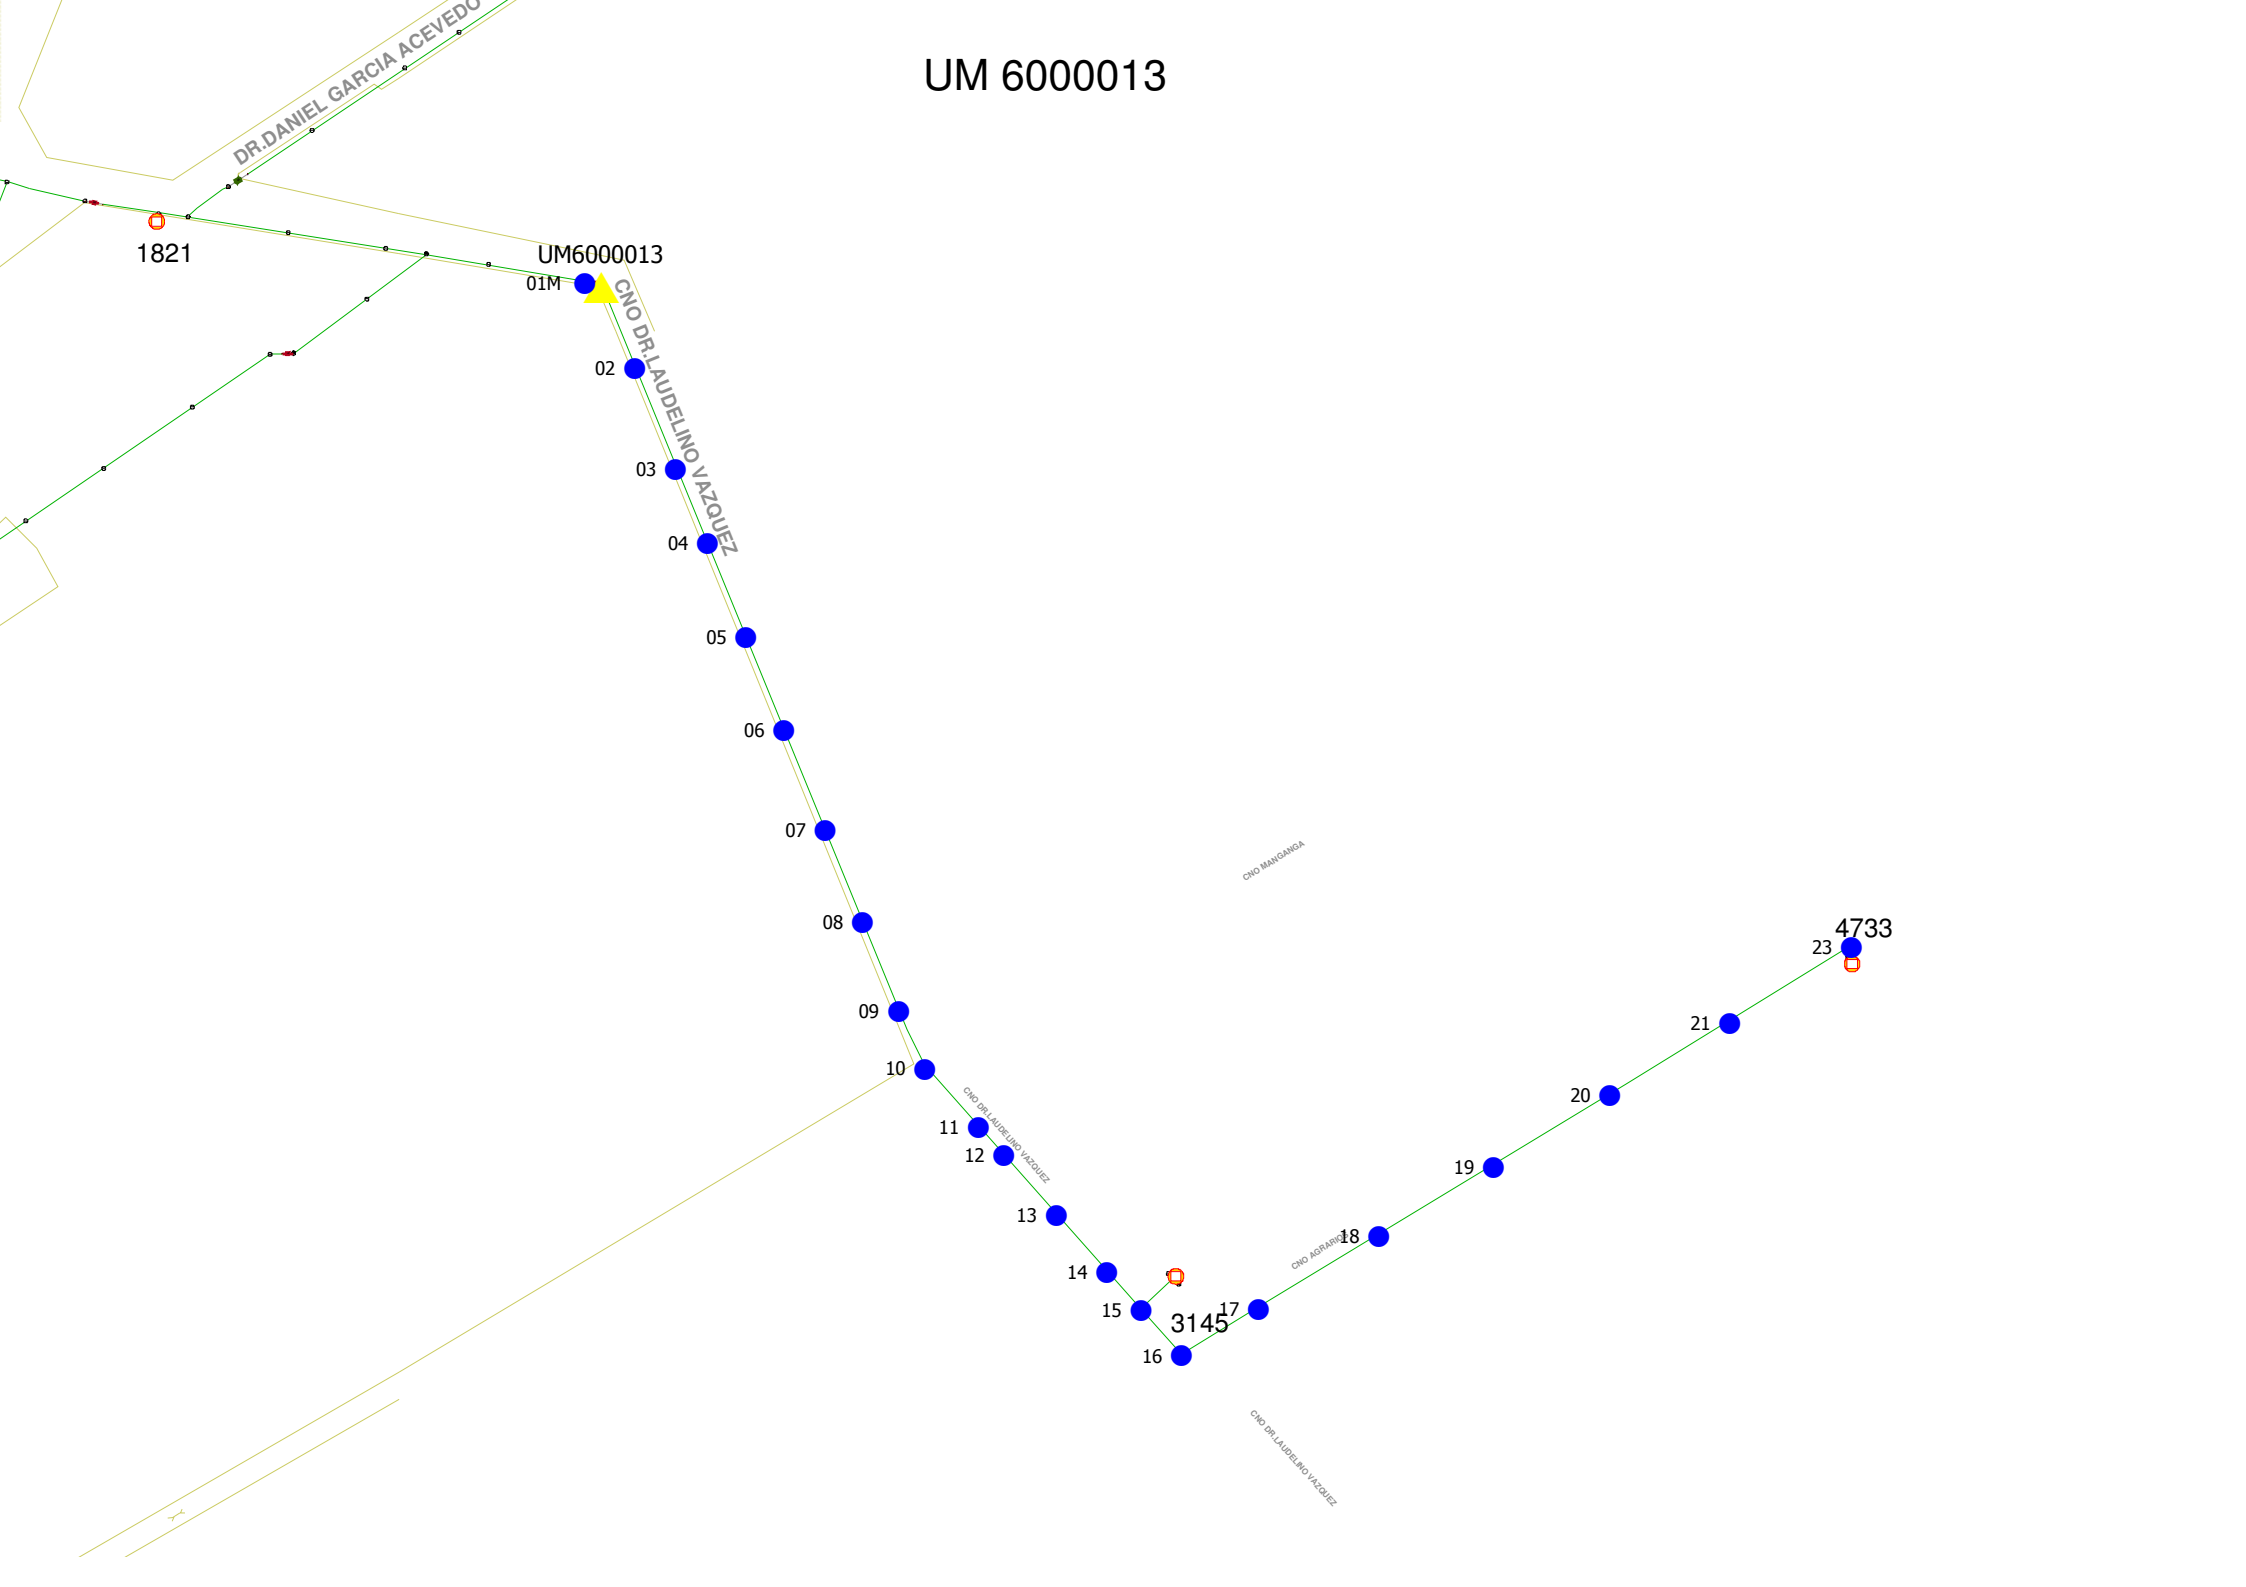 DR.DANIEL GARCIA ACEVEDO
UM 6000013
1821
UM6000013
01M
CNO DR.LAUDELINO VAZQUEZ
02
03
04
05
06
07
08
CNO MANGANGA
4733
23
09
21
10
CNO DR.LAUDELINO VAZQUEZ
20
11
12
19
13
18
CNO AGRARIO
14
15
17
3145
16
CNO DR.LAUDELINO VAZQUEZ